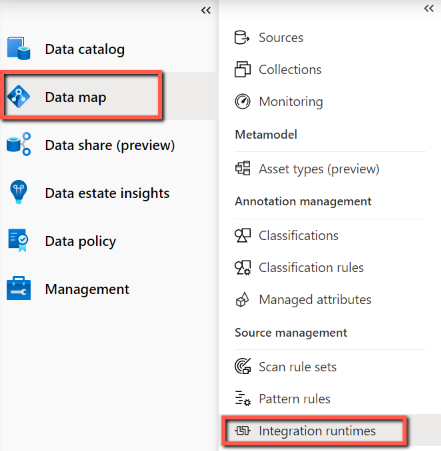 Data catalog
Data map
Data share (preview)
Data estate insights
Data policy
Management
Sources
Collections
Monitoring
Metamodel
Asset types (preview)
Annotation management
Classifications
Classification rules
Managed attributes
Source management
Scan rule sets
Pattern rules
Integration runtimes